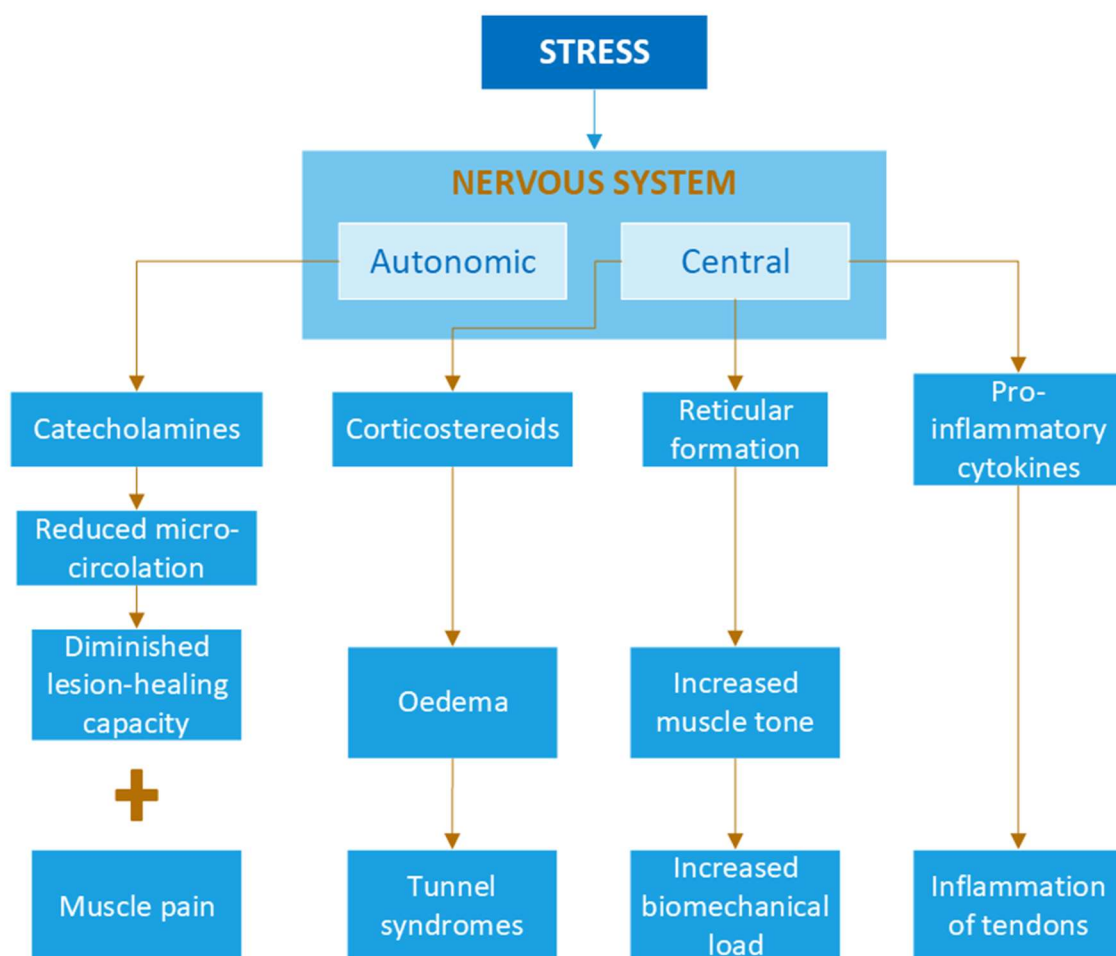 STRESS
NERVOUS SYSTEM
Autonomic
Central
Catecholamines
Corticostereoids
Reticular
formation
Pro-
inflammatory
cytokines
Reduced micro-
circolation
Diminished
lesion-healing
capacity
Oedema
Increased
muscle tone
+
Muscle pain
Tunnel
syndromes
Increased
biomechanical
load
Inflammation
of tendons